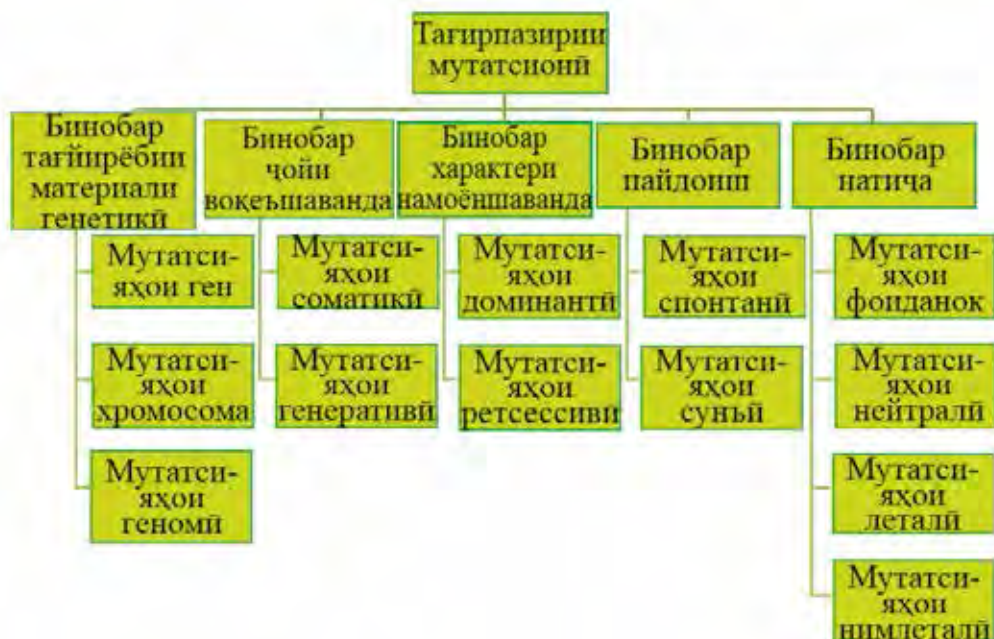 Тағирпазирии
мутатсионӣ
Бинобар
тағйирёбии
материали
генетикӣ
Бинобар
ҷойи
воқеъшаванда
Бинобар
характери
намоёншаванда
Бинобар
пайдоиш
Бинобар
натиҷа
Мутатси-
яҳои ген
Мутатси-
яҳои
хромосома
Мутатси-
яҳои
геномӣ
Мутатси-
яҳои
соматикӣ
Мутатси-
яҳои
генеративӣ
Мутатси-
яҳои
доминантӣ
Мутатси-
яҳои
ретсессивӣ
Мутатси-
яҳои
спонтанӣ
Мутатси-
яҳои
сунъӣ
Мутатси-
яҳои
фоиданок
Мутатси-
яҳои
нейтралӣ
Мутатси-
яҳои
леталӣ
Мутатси-
яҳои
нимлеталӣ